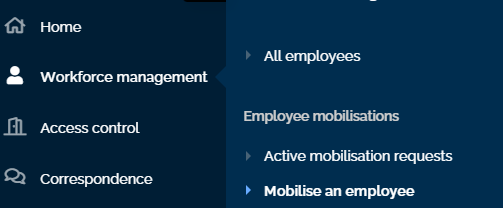 Home
Workforce management
Access control
Correspondence
All employees
Employee mobilisations
Active mobilisation requests
Mobilise an employee